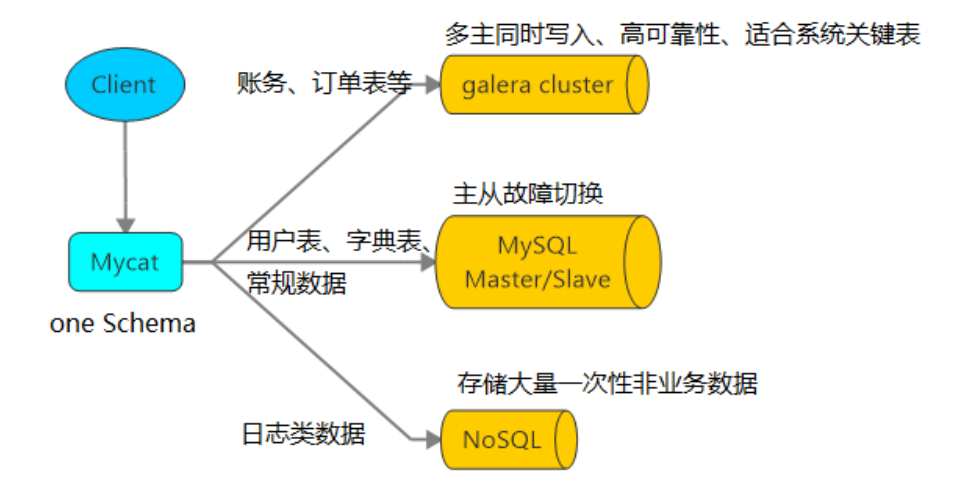 多主同时写入、高可靠性、适合系统关键表
Client
账务、订单表等
galera cluster
主从故障切换
用户表、字典表、
常规数据
MySQL
Master/Slave
Mycat
one Schema
存储大量一次性非业务数据
日志类数据
NoSQL